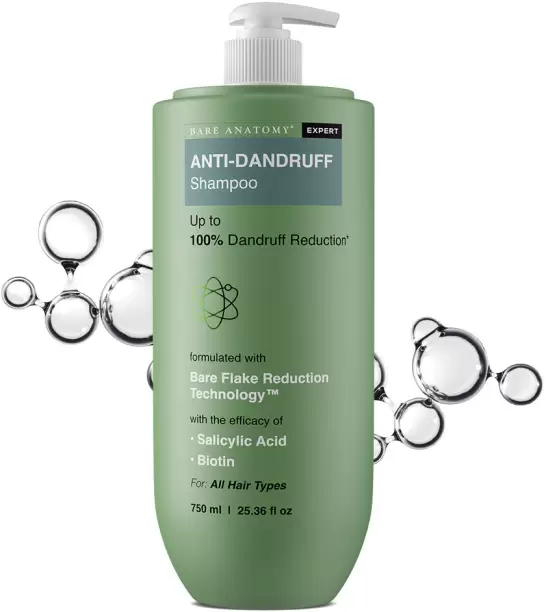 BARE ANATOMY® EXPERT
ANTI-DANDRUFF
Shampoo
Up to
100% Dandruff Reduction*
formulated with
Bare Flake Reduction
Technology™
with the efficacy of
· Salicylic Acid
· Biotin
For: All Hair Types
750 ml | 25.36 fl oz